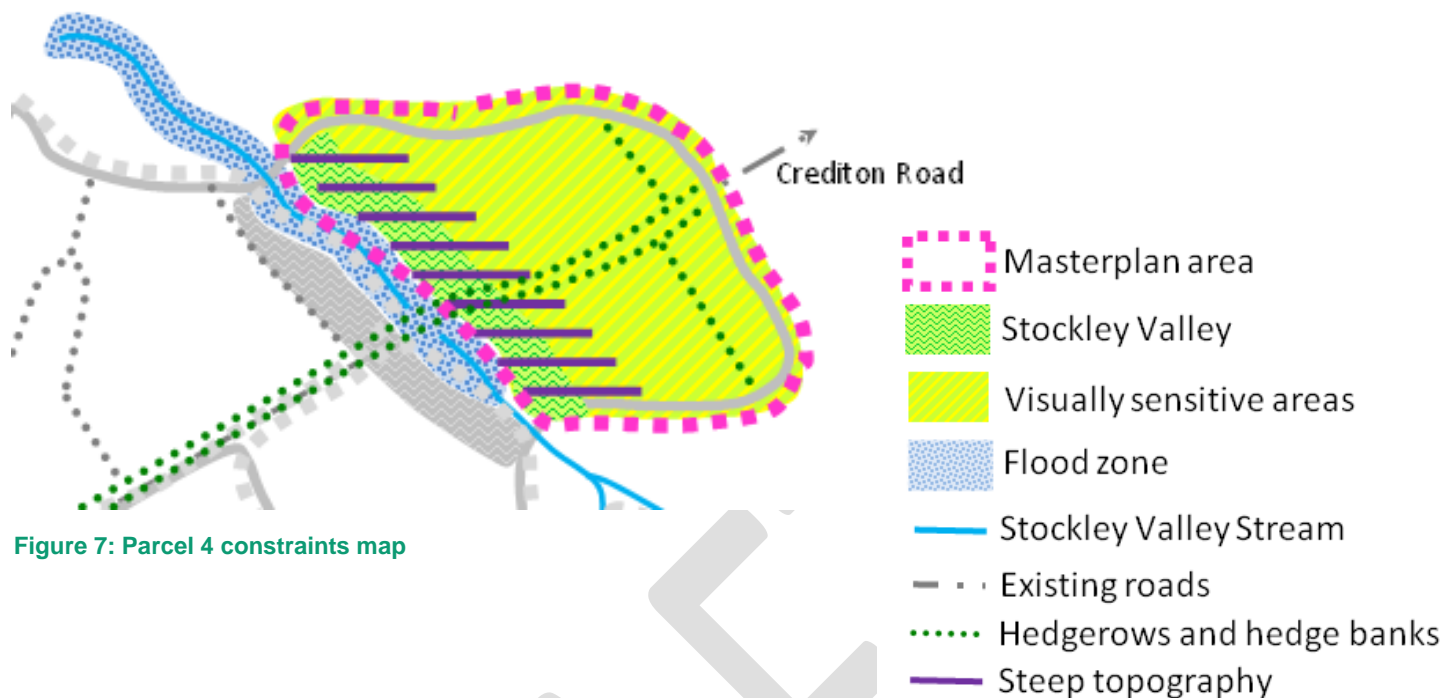 Crediton Road
Masterplan area
Stockley Valley
Visually sensitive areas
Flood zone
Stockley Valley Stream
Existing roads
Hedgerows and hedge banks
Steep topography
Figure 7: Parcel 4 constraints map